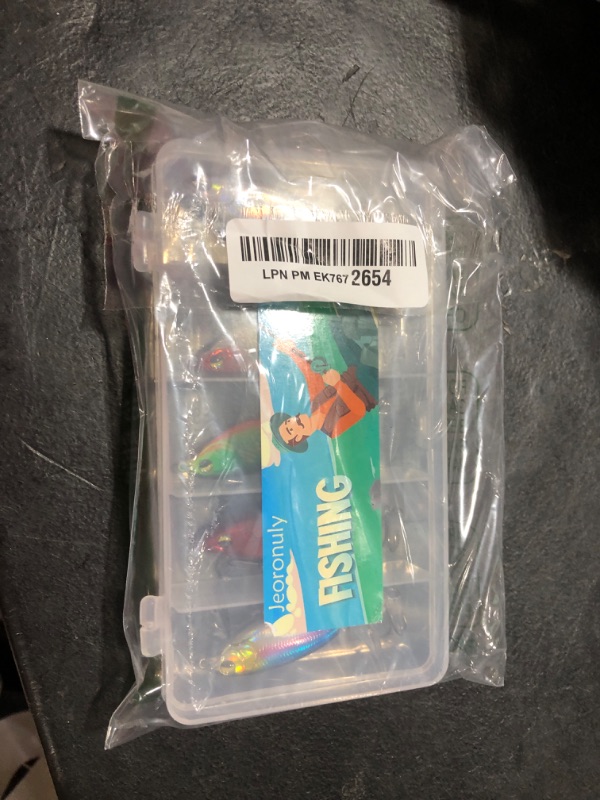 LPN PM EK767 2654
Jeoronuly
FISHING